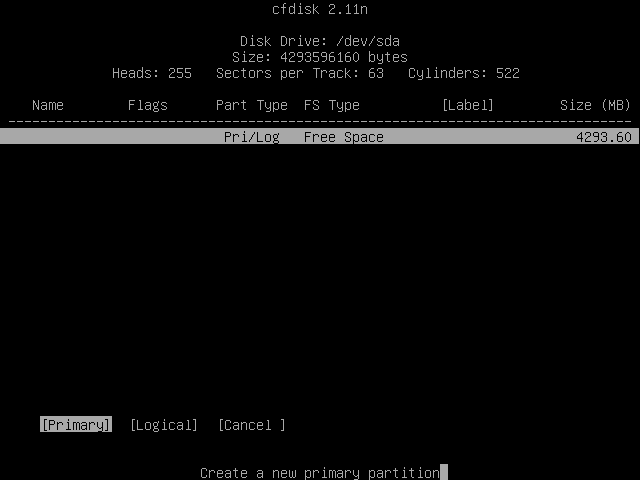 cfdisk 2.11n
Disk Drive: /dev/sda
Size: 4293596160 bytes
Heads: 255   Sectors per Track: 63   Cylinders: 522
Name        Flags      Part Type  FS Type          [Label]        Size (MB)
------------------------------------------------------------------------------
Pri/Log   Free Space                        4293.60
[Primary]  [Logical]  [Cancel ]
Create a new primary partition